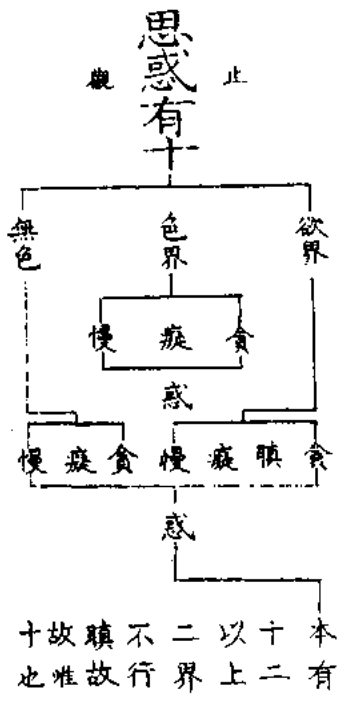 止觀
思惑有十
欲界
色界
無色
貪癡慢
惑
貪瞋癡慢
貪癡慢
惑
本有
十二
以上
二界
不行
瞋故
故惟
十也